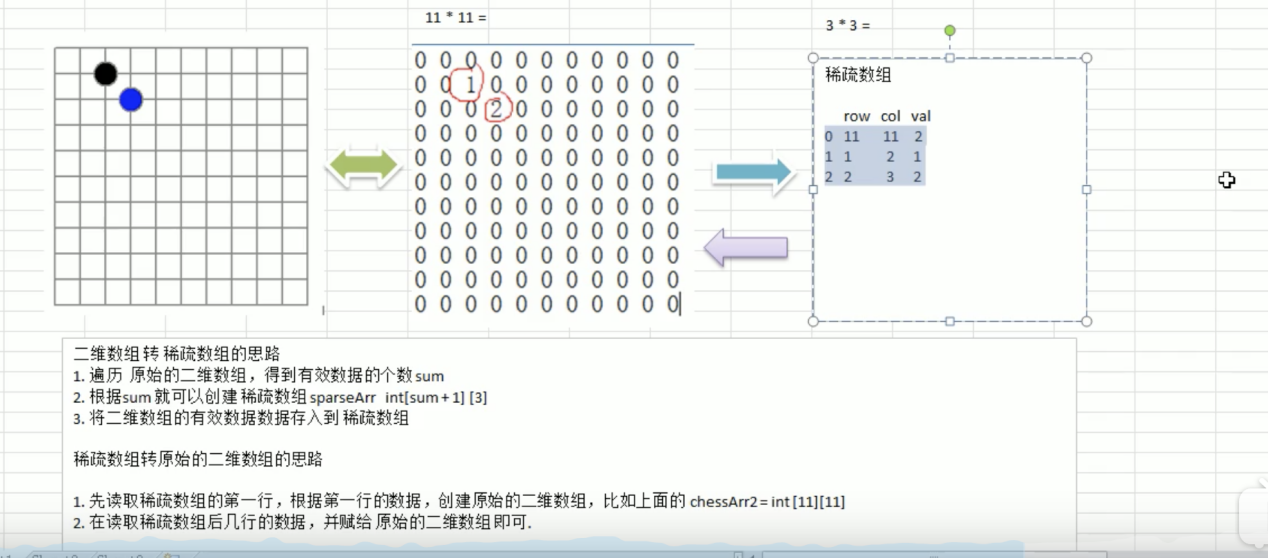 11 * 11 =
3 * 3 =
0 0 0 0 0 0 0 0 0 0 0
0 0 1 0 0 0 0 0 0 0 0
0 0 0 2 0 0 0 0 0 0 0
0 0 0 0 0 0 0 0 0 0 0
0 0 0 0 0 0 0 0 0 0 0
0 0 0 0 0 0 0 0 0 0 0
0 0 0 0 0 0 0 0 0 0 0
0 0 0 0 0 0 0 0 0 0 0
0 0 0 0 0 0 0 0 0 0 0
0 0 0 0 0 0 0 0 0 0 0
0 0 0 0 0 0 0 0 0 0 0
稀疏数组
row col val
0 11 11 2
1 1 2 1
2 2 3 2
二维数组 转 稀疏数组的思路
1. 遍历 原始的二维数组，得到有效数据的个数 sum
2. 根据sum 就可以创建 稀疏数组 sparseArr int[sum + 1] [3]
3. 将二维数组的有效数据数据存入到 稀疏数组
稀疏数组转原始的二维数组的思路
1. 先读取稀疏数组的第一行，根据第一行的数据，创建原始的二维数组，比如上面的 chessArr2 = int [11][11]
2. 在读取稀疏数组后几行的数据，并赋给 原始的二维数组 即可.